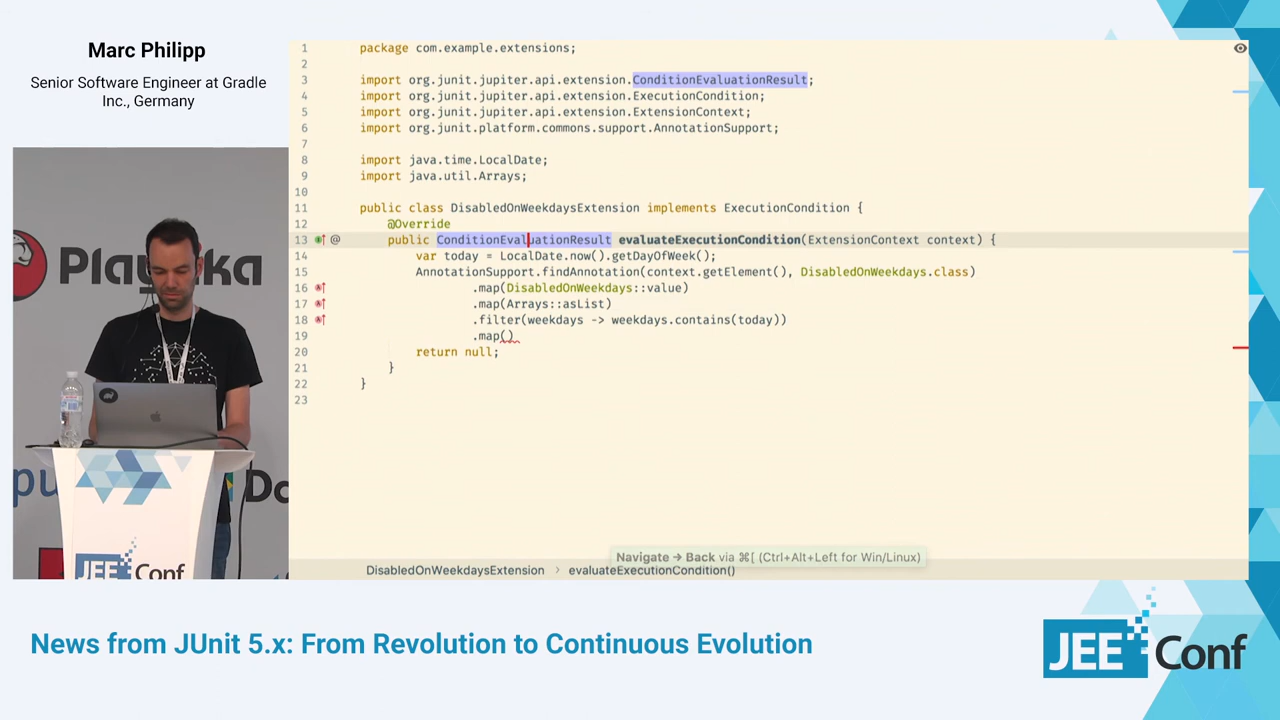 Marc Philipp
Senior Software Engineer at Gradle
Inc., Germany
Play
ka
Do
JEE Conf
1 package com.example.extensions;
2
3 import org.junit.jupiter.api.extension.ConditionEvaluationResult;
4 import org.junit.jupiter.api.extension.ExecutionCondition;
5 import org.junit.jupiter.api.extension.ExtensionContext;
6 import org.junit.platform.commons.support.AnnotationSupport;
7
8 import java.time.LocalDate;
9 import java.util.Arrays;
10
11 public class DisabledOnWeekdaysExtension implements ExecutionCondition {
12 @Override
13 @ public ConditionEvaluationResult evaluateExecutionCondition(ExtensionContext context) {
14 var today = LocalDate.now().getDayOfWeek();
15 AnnotationSupport.findAnnotation(context.getElement(), DisabledOnWeekdays.class)
16 .map(DisabledOnWeekdays::value)
17 .map(Arrays::asList)
18 .filter(weekdays -> weekdays.contains(today))
19 .map()
20 return null;
21 }
22 }
23
Navigate → Back via ⌘[ (Ctrl+Alt+Left for Win/Linux)
DisabledOnWeekdaysExtension › evaluateExecutionCondition()
News from JUnit 5.x: From Revolution to Continuous Evolution
JEE Conf